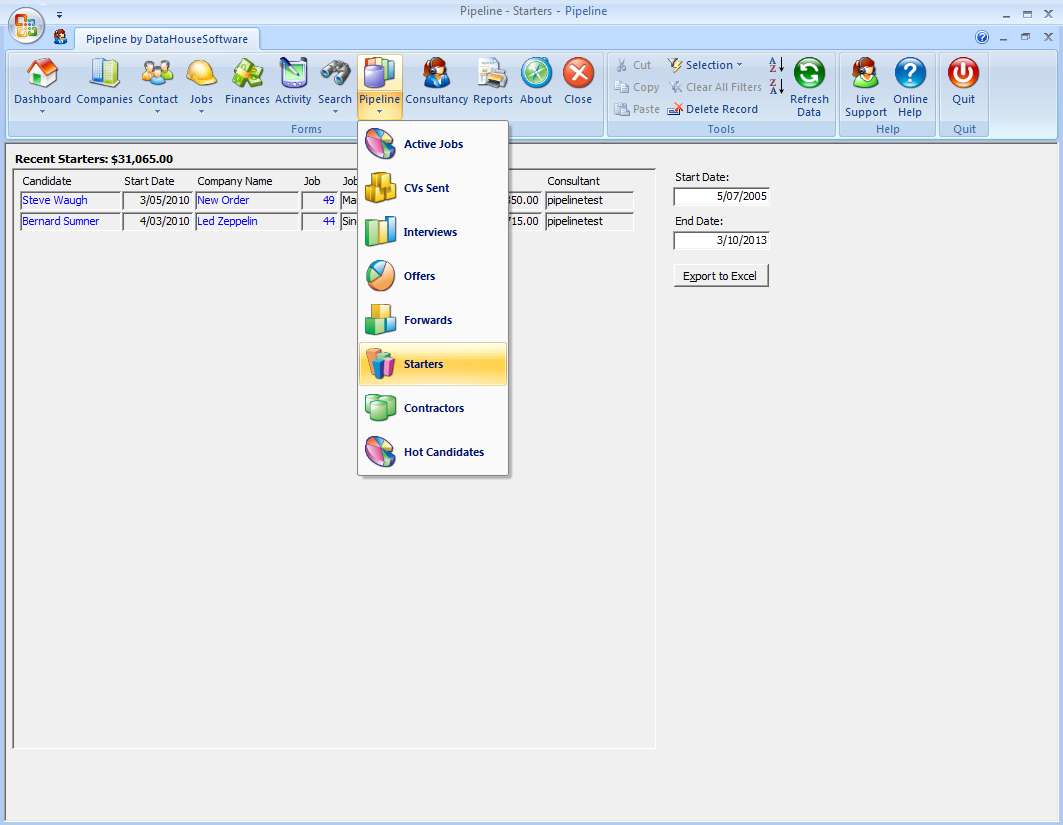 Pipeline - Starters - Pipeline
Pipeline by DataHouseSoftware
Dashboard Companies Contact Jobs Finances Activity Search Pipeline Consultancy Reports About Close
Forms
Cut Selection
Copy Clear All Filters
Paste Delete Record
Refresh Data
Tools
Live Support Online Help
Help
Quit
Quit
Active Jobs
CVs Sent
Interviews
Offers
Forwards
Starters
Contractors
Hot Candidates
Recent Starters: $31,065.00
Candidate Start Date Company Name Job Consultant
Steve Waugh 3/05/2010 New Order 49 50.00 pipelinetest
Bernard Sumner 4/03/2010 Led Zeppelin 44 715.00 pipelinetest
Start Date:
5/07/2005
End Date:
3/10/2013
Export to Excel